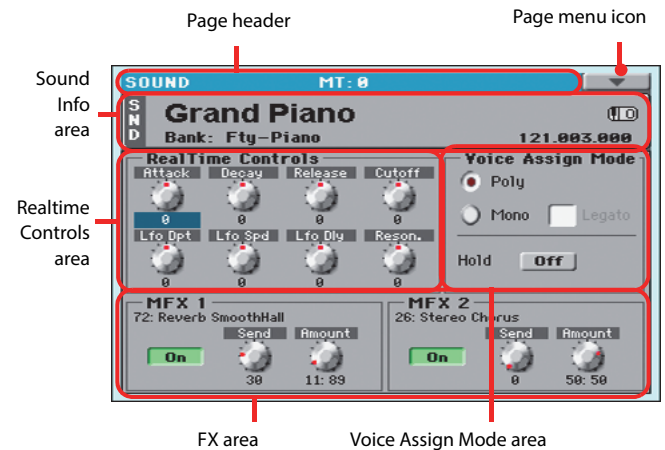 Page header
Page menu icon
Sound
Info
area
SOUND MT: 0
SND
Grand Piano
Bank: Fty-Piano 121.003.000
Realtime
Controls
area
RealTime Controls
Attack Decay Release Cutoff
0 0 0 0
Lfo Dpt Lfo Spd Lfo Dly Reson.
0 0 0 0
Voice Assign Mode
Poly
Mono Legato
Hold Off
MFX 1
72: Reverb SmoothHall
Send Amount
On
30 11: 89
MFX 2
26: Stereo Chorus
Send Amount
On
0 50: 50
FX area
Voice Assign Mode area